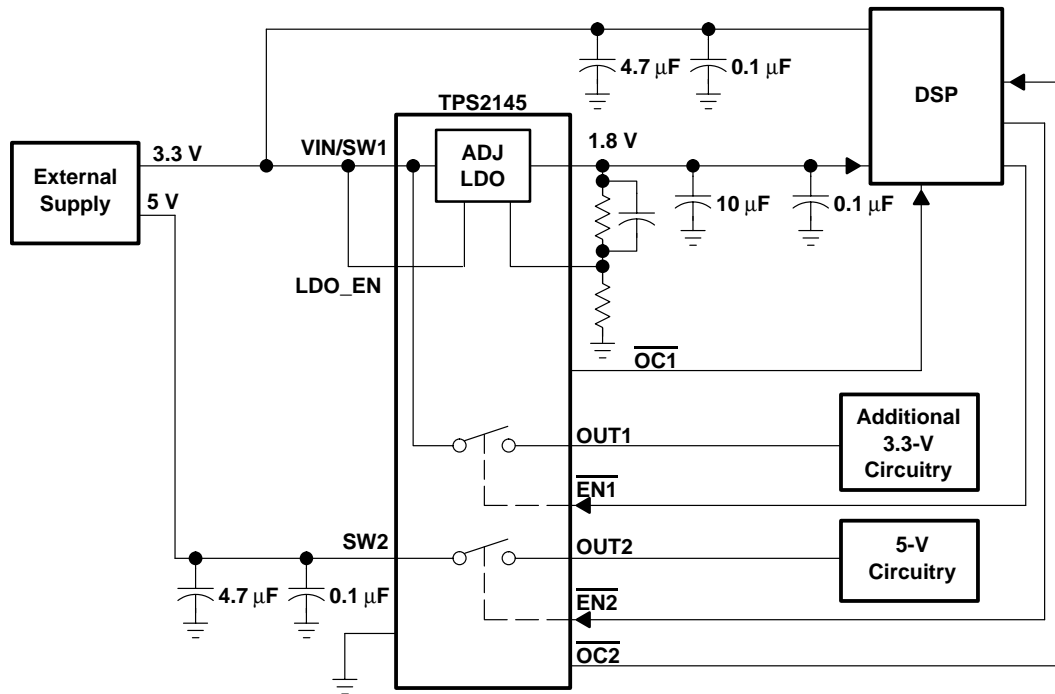 4.7 µF
0.1 µF
DSP
TPS2145
External
Supply
3.3 V
5 V
VIN/SW1
ADJ
LDO
1.8 V
10 µF
0.1 µF
LDO_EN
OC1
OUT1
Additional
3.3-V
Circuitry
EN1
SW2
OUT2
5-V
Circuitry
4.7 µF
0.1 µF
EN2
OC2